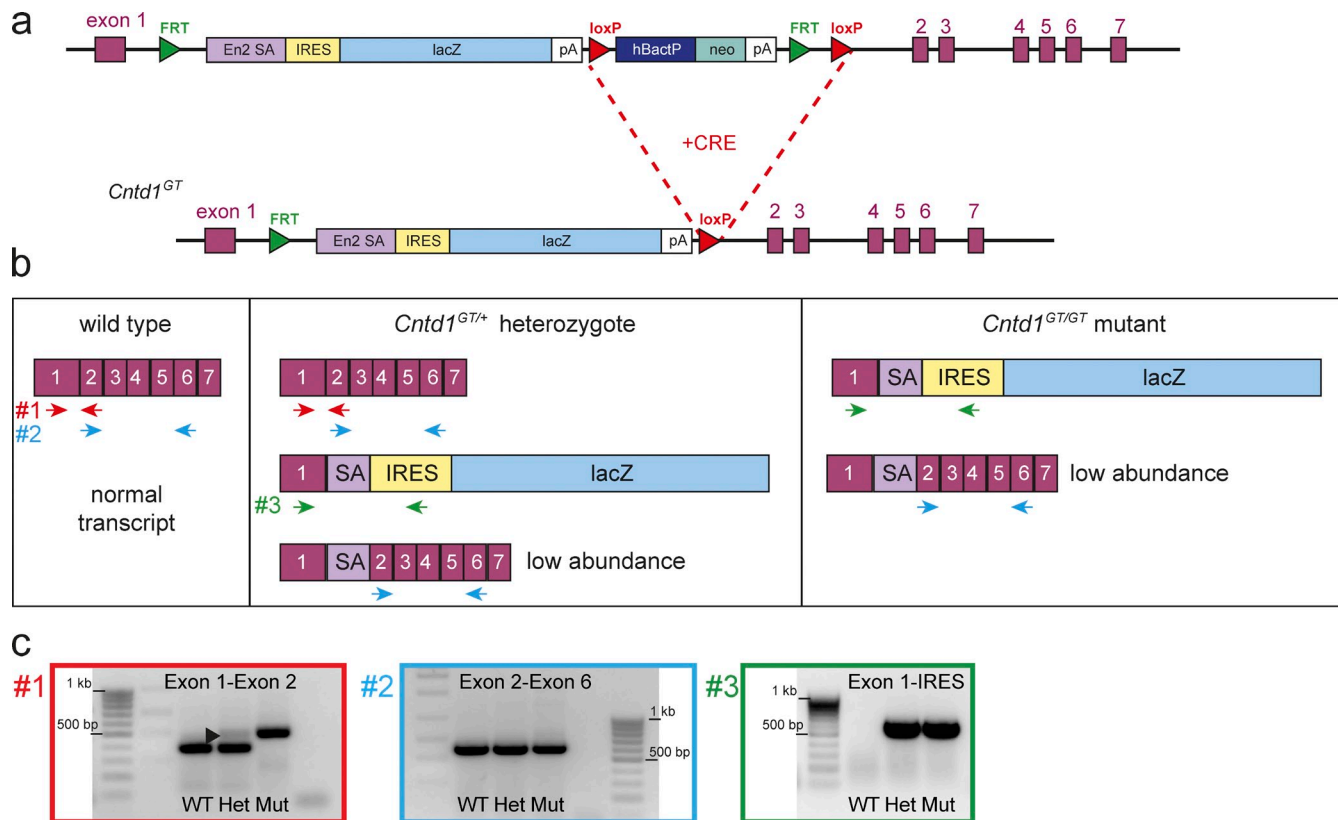 a
exon 1 FRT En2 SA IRES lacZ pA loxP hBactP neo pA FRT loxP 2 3 4 5 6 7
+CRE
Cntd1GT
exon 1 FRT En2 SA IRES lacZ pA loxP 2 3 4 5 6 7
b
wild type
1 2 3 4 5 6 7
#1
#2
normal
transcript
Cntd1GT/+ heterozygote
1 2 3 4 5 6 7
1 SA IRES lacZ
#3
1 SA 2 3 4 5 6 7 low abundance
Cntd1GT/GT mutant
1 SA IRES lacZ
1 SA 2 3 4 5 6 7 low abundance
c
#1
Exon 1-Exon 2
1 kb
500 bp
WT Het Mut
#2
Exon 2-Exon 6
1 kb
500 bp
WT Het Mut
#3
Exon 1-IRES
1 kb
500 bp
WT Het Mut